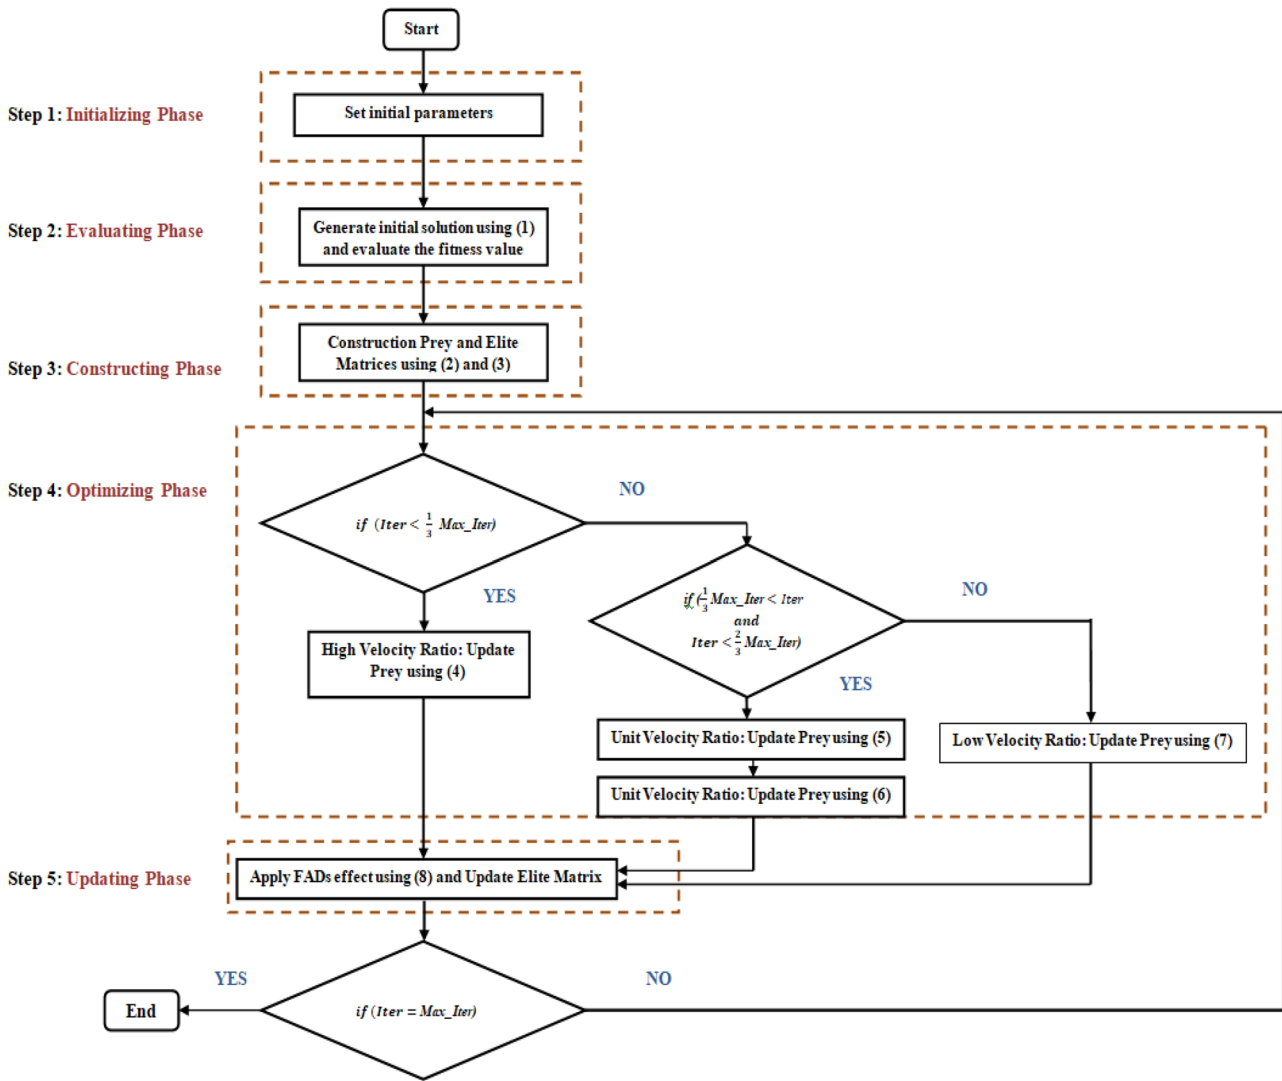 Start
Step 1: Initializing Phase
Set initial parameters
Step 2: Evaluating Phase
Generate initial solution using (1)
and evaluate the fitness value
Step 3: Constructing Phase
Construction Prey and Elite
Matrices using (2) and (3)
Step 4: Optimizing Phase
if (Iter < 1/3 Max_Iter)
NO
YES
if (1/3 Max_Iter < Iter
and
Iter < 2/3 Max_Iter)
NO
YES
High Velocity Ratio: Update
Prey using (4)
Unit Velocity Ratio: Update Prey using (5)
Low Velocity Ratio: Update Prey using (7)
Unit Velocity Ratio: Update Prey using (6)
Step 5: Updating Phase
Apply FADs effect using (8) and Update Elite Matrix
YES
NO
if (Iter = Max_Iter)
End